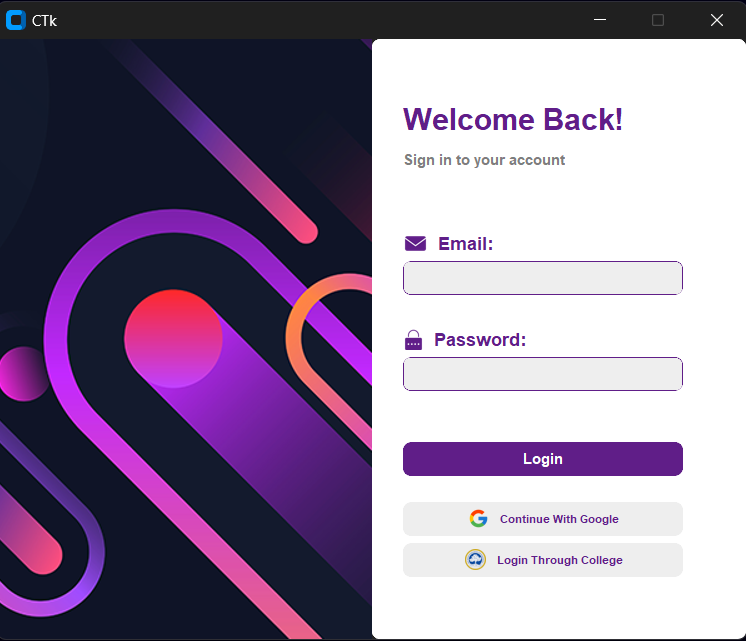 CTk
Welcome Back!
Sign in to your account
Email:
Password:
Login
Continue With Google
Login Through College